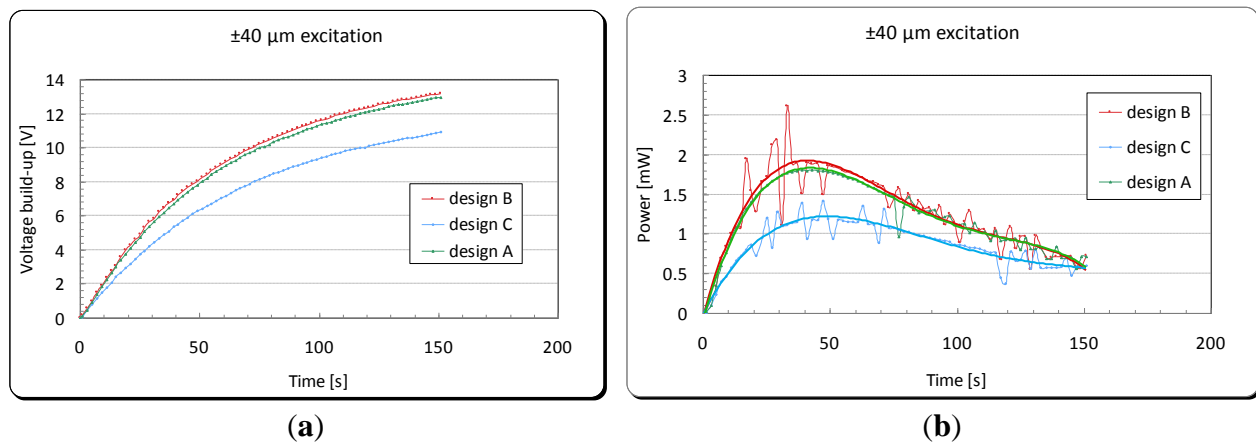 ±40 µm excitation
Voltage build-up [V]
14
12
10
8
6
4
2
0
0 50 100 150 200
Time [s]
design B
design C
design A
(a)
±40 µm excitation
Power [mW]
3
2.5
2
1.5
1
0.5
0
0 50 100 150 200
Time [s]
design B
design C
design A
(b)